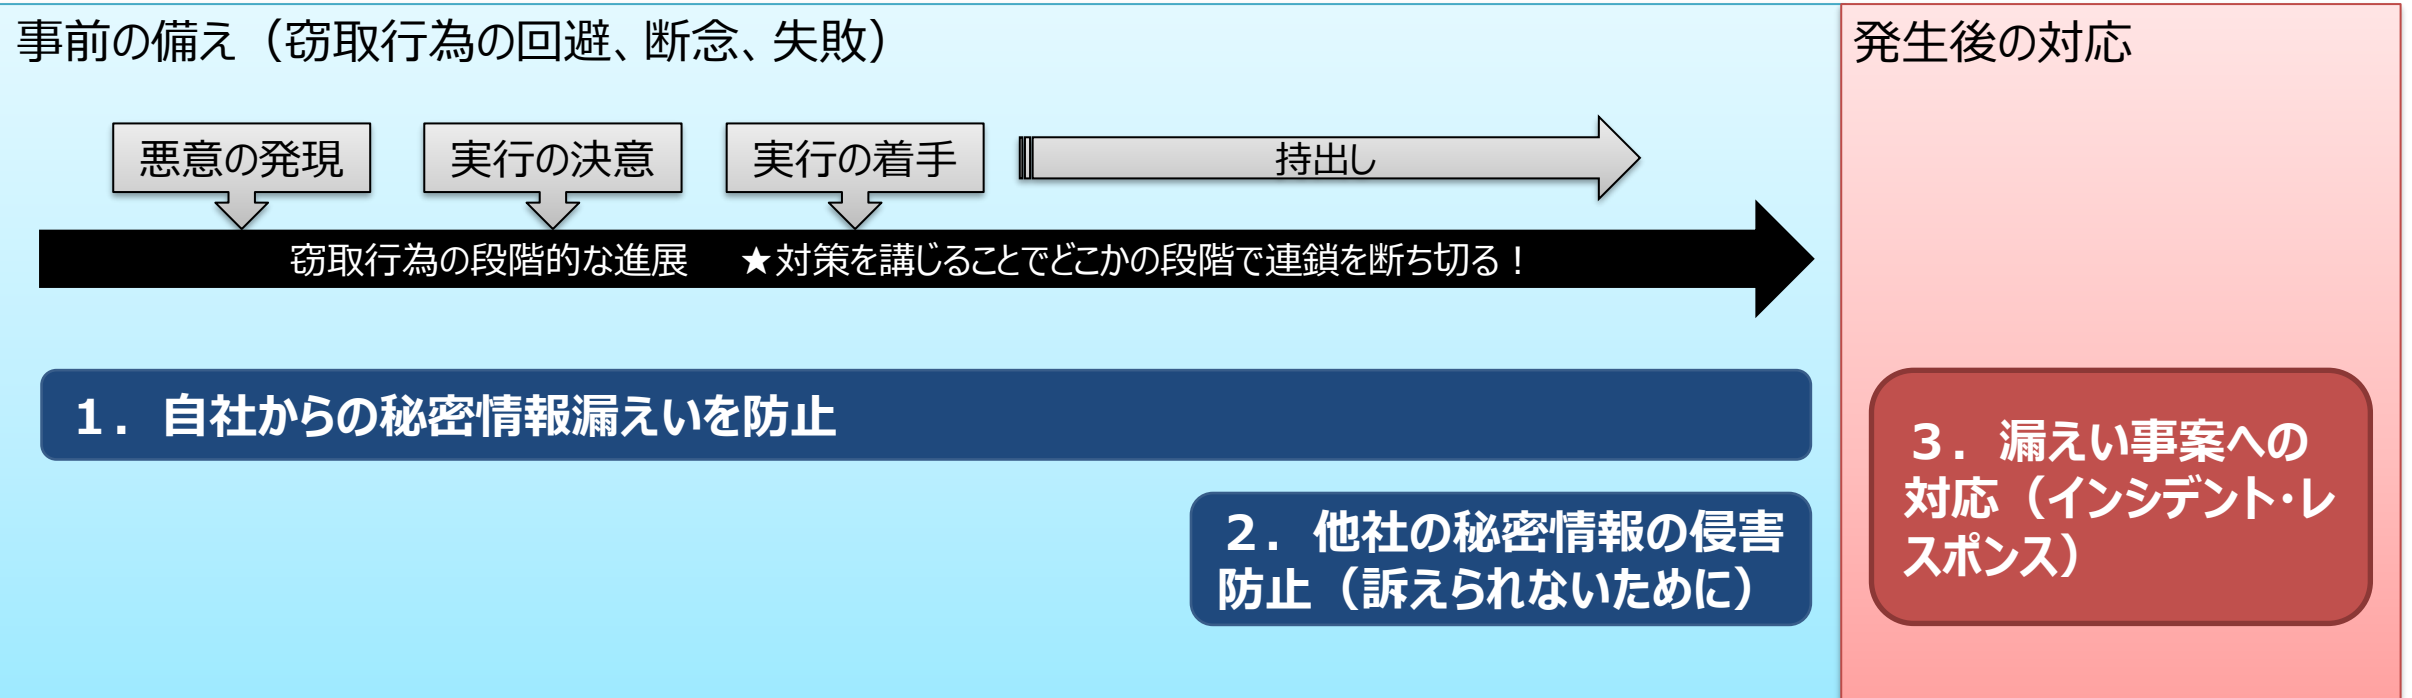 事前の備え（窃取行為の回避、断念、失敗）
発生後の対応
悪意の発現
実行の決意
実行の着手
持出し
窃取行為の段階的な進展　★対策を講じることでどこかの段階で連鎖を断ち切る！
１．自社からの秘密情報漏えいを防止
２．他社の秘密情報の侵害
防止（訴えられないために）
３．漏えい事案への
対応（インシデント・レ
スポンス）